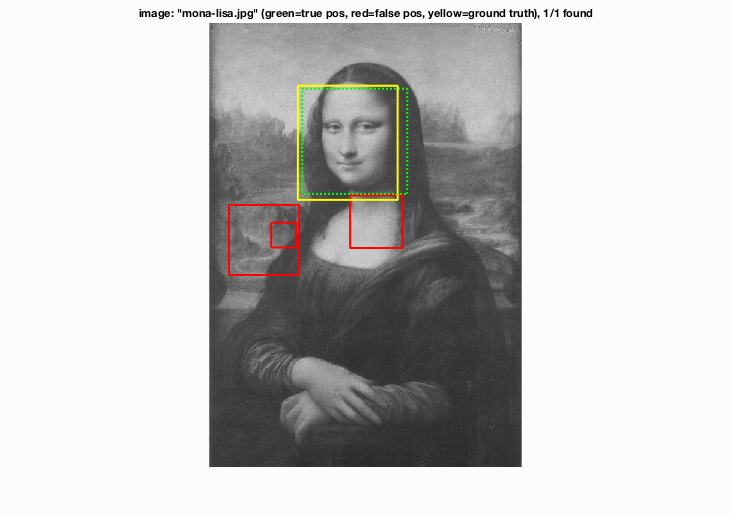 image: "mona-lisa.jpg" (green=true pos, red=false pos, yellow=ground truth), 1/1 found